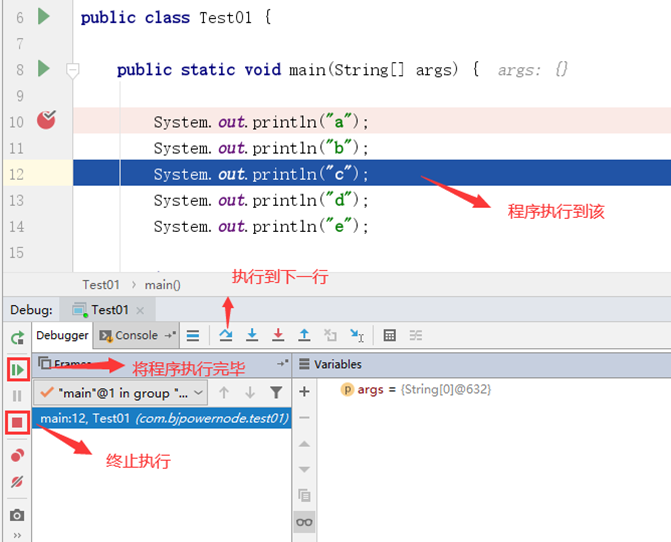 6 public class Test01 {
7
8 public static void main(String[] args) { args: {}
9
10 System.out.println("a");
11 System.out.println("b");
12 System.out.println("c");
13 System.out.println("d");
14 System.out.println("e");
程序执行到该
15
Test01 › main()
执行到下一行
Debug: Test01 ×
Debugger Console
Frames Variables
将程序执行完毕
"main"@1 in group "...
args = {String[0]@632}
main:12, Test01 (com.bjpowernode.test01)
终止执行